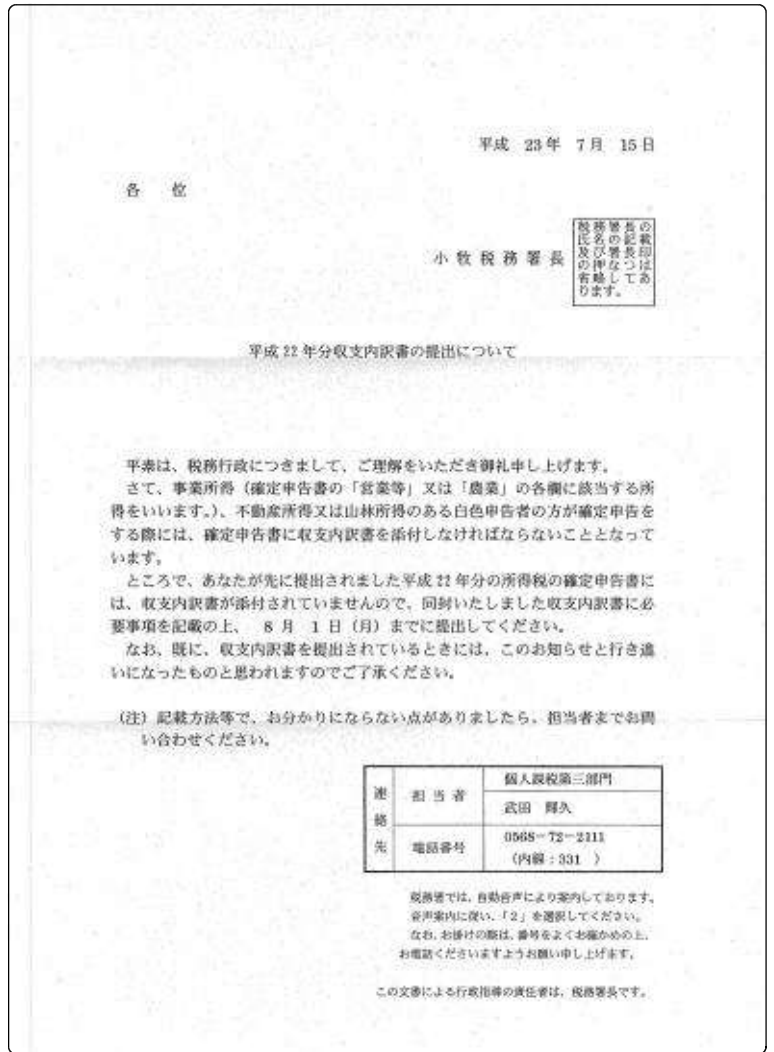 平成 23年 7月 15日
各 位
小牧税務署長
税務署長の
氏名の記載
及び署長印
の押なつは
省略してあ
ります。
平成 22 年分収支内訳書の提出について
平素は、税務行政につきまして、ご理解をいただき御礼申し上げます。
さて、事業所得（確定申告書の「営業等」又は「農業」の各欄に該当する所
得をいいます。）、不動産所得又は山林所得のある白色申告者の方が確定申告を
する際には、確定申告書に収支内訳書を添付しなければならないこととなって
います。
ところで、あなたが先に提出されました平成 22 年分の所得税の確定申告書に
は、収支内訳書が添付されていませんので、同封いたしました収支内訳書に必
要事項を記載の上、 8 月 1 日（月）までに提出してください。
なお、既に、収支内訳書を提出されているときには、このお知らせと行き違
いになったものと思われますのでご了承ください。
（注）記載方法等で、お分かりにならない点がありましたら、担当者までお問
い合わせください。
連絡先
担当者
個人課税第三部門
武田 輝久
電話番号
0568－72－2111
（内線：331 ）
税務署では、自動音声により案内しております。
音声案内に従い、「2」を選択してください。
なお、お掛けの際は、番号をよくお確かめの上、
お電話くださいますようお願い申し上げます。
この文書による行政指導の責任者は、税務署長です。